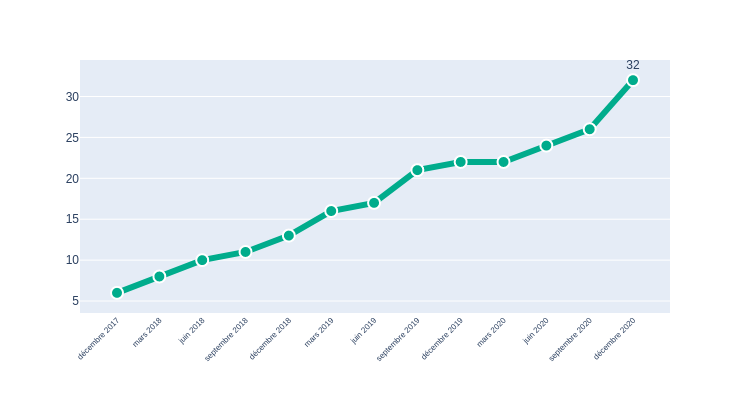 32
30
25
20
15
10
5
décembre 2017
mars 2018
juin 2018
septembre 2018
décembre 2018
mars 2019
juin 2019
septembre 2019
décembre 2019
mars 2020
juin 2020
septembre 2020
décembre 2020